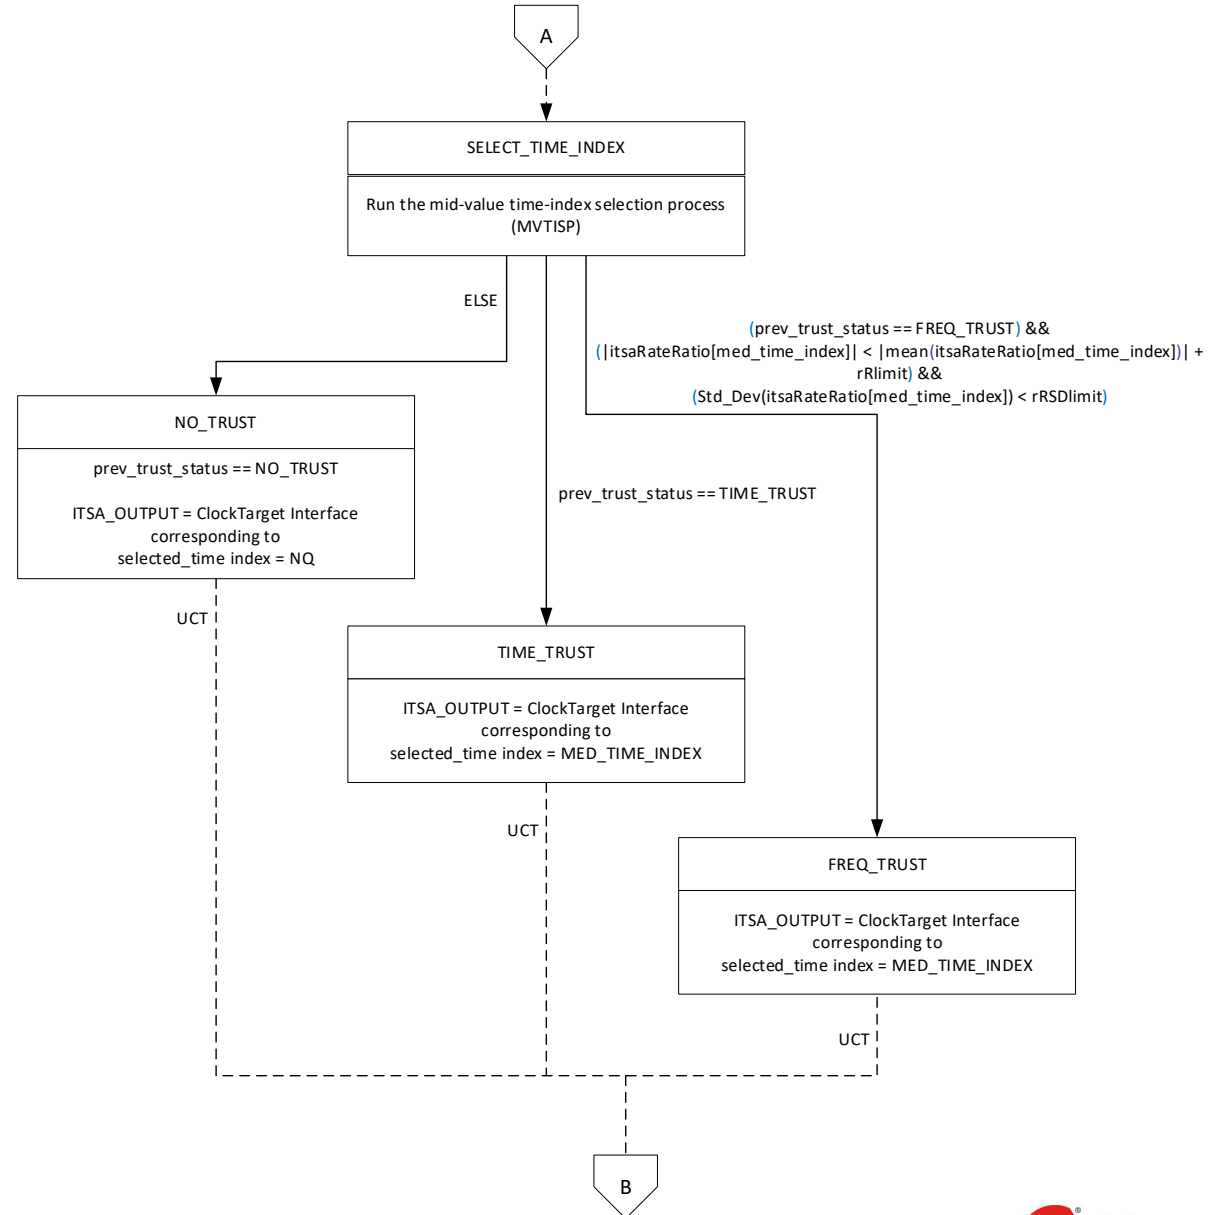 A
SELECT_TIME_INDEX
Run the mid-value time-index selection process
(MVTISP)
ELSE
(prev_trust_status == FREQ_TRUST) &&
(|itsaRateRatio[med_time_index]| < |mean(itsaRateRatio[med_time_index])| +
rRlimit) &&
(Std_Dev(itsaRateRatio[med_time_index]) < rRSDlimit)
NO_TRUST
prev_trust_status == NO_TRUST
ITSA_OUTPUT = ClockTarget Interface
corresponding to
selected_time index = NQ
prev_trust_status == TIME_TRUST
UCT
TIME_TRUST
ITSA_OUTPUT = ClockTarget Interface
corresponding to
selected_time index = MED_TIME_INDEX
UCT
FREQ_TRUST
ITSA_OUTPUT = ClockTarget Interface
corresponding to
selected_time index = MED_TIME_INDEX
UCT
B
®